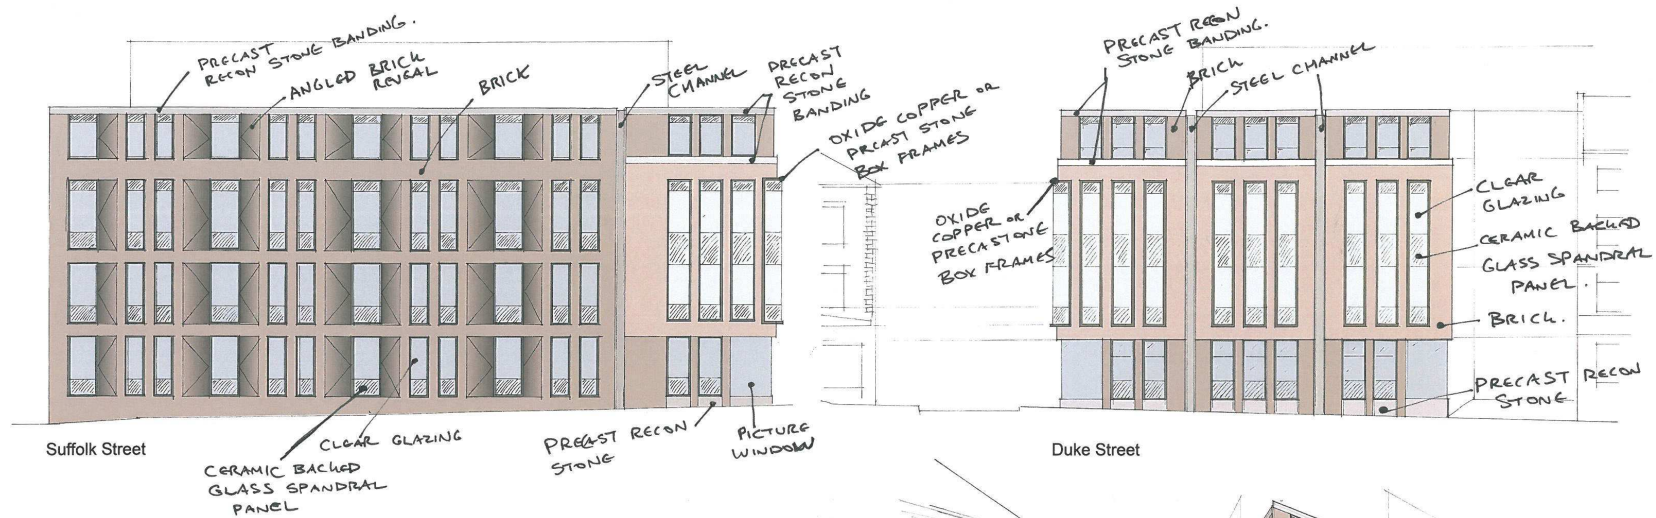 PRECAST
RECON STONE BANDING.
ANGLED BRICK
REVEAL
BRICK
STEEL
CHANNEL
PRECAST
RECON
STONE
BANDING
OXIDE COPPER OR
PRCAST STONE
BOX FRAMES
PRECAST RECON
STONE BANDING.
BRICK
STEEL CHANNEL
OXIDE
COPPER OR
PRECASTONE
BOX FRAMES
CLEAR
GLAZING
CERAMIC BACKED
GLASS SPANDRAL
PANEL.
BRICK.
PRECAST RECON
STONE
Suffolk Street
CLEAR GLAZING
CERAMIC BACKED
GLASS SPANDRAL
PANEL
PRECAST RECON
STONE
PICTURE
WINDOW
Duke Street